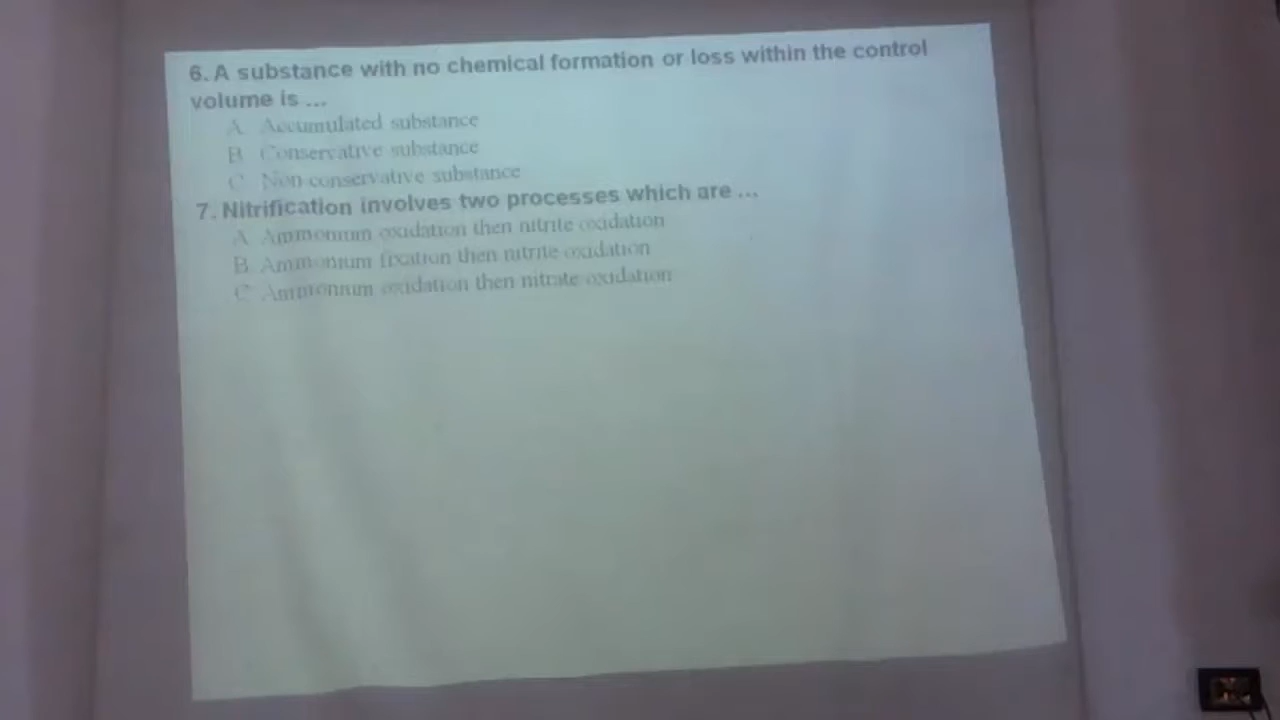 6. A substance with no chemical formation or loss within the control
volume is ...
A. Accumulated substance
B. Conservative substance
C. Non conservative substance
7. Nitrification involves two processes which are ...
A. Ammonium oxidation then nitrite oxidation
B. Ammonium fixation then nitrite oxidation
C. Ammonium oxidation then nitrate oxidation